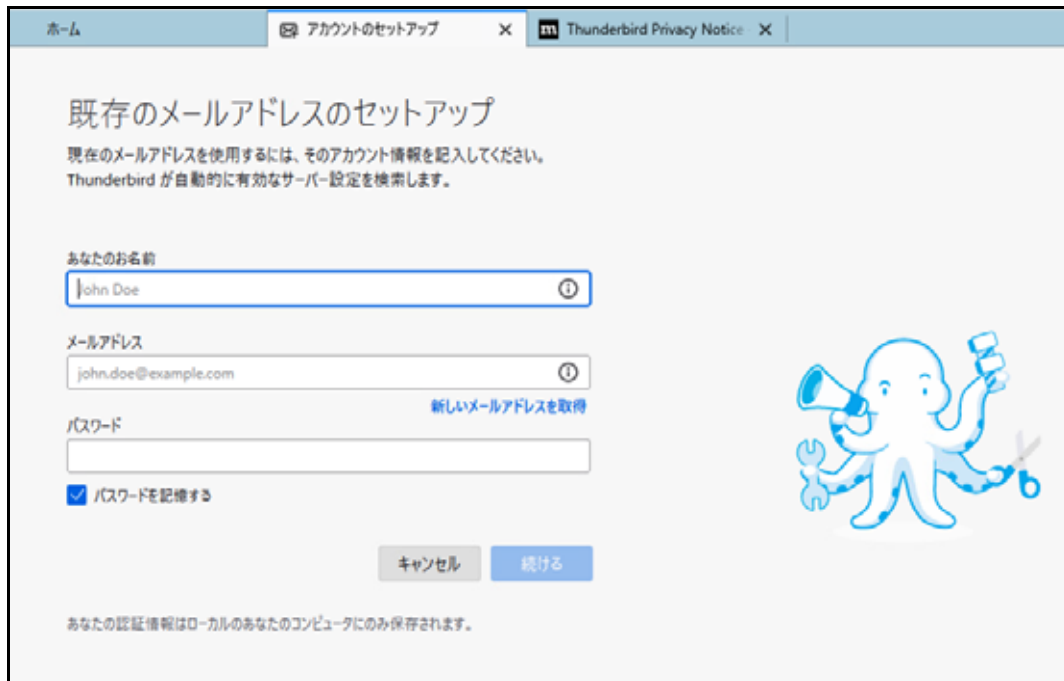 ホーム
アカウントのセットアップ
m Thunderbird Privacy Notice
既存のメールアドレスのセットアップ
現在のメールアドレスを使用するには、そのアカウント情報を記入してください。
Thunderbird が自動的に有効なサーバー設定を検索します。
あなたのお名前
John Doe
メールアドレス
john.doe@example.com
新しいメールアドレスを取得
パスワード
パスワードを記憶する
キャンセル
続ける
あなたの認証情報はローカルのあなたのコンピュータにのみ保存されます。